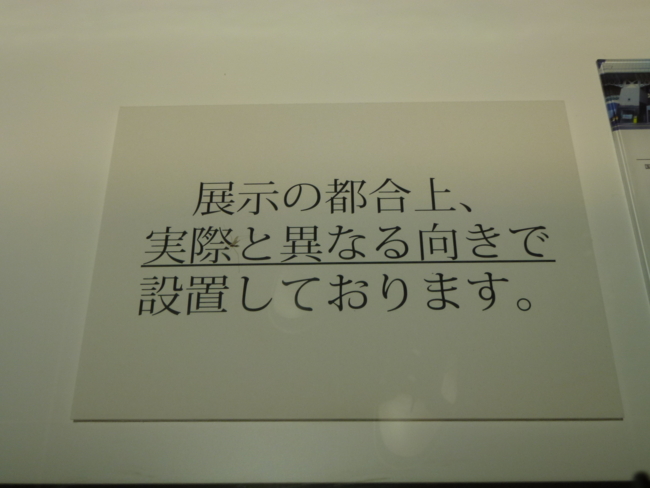 展示の都合上、
実際と異なる向きで
設置しております。